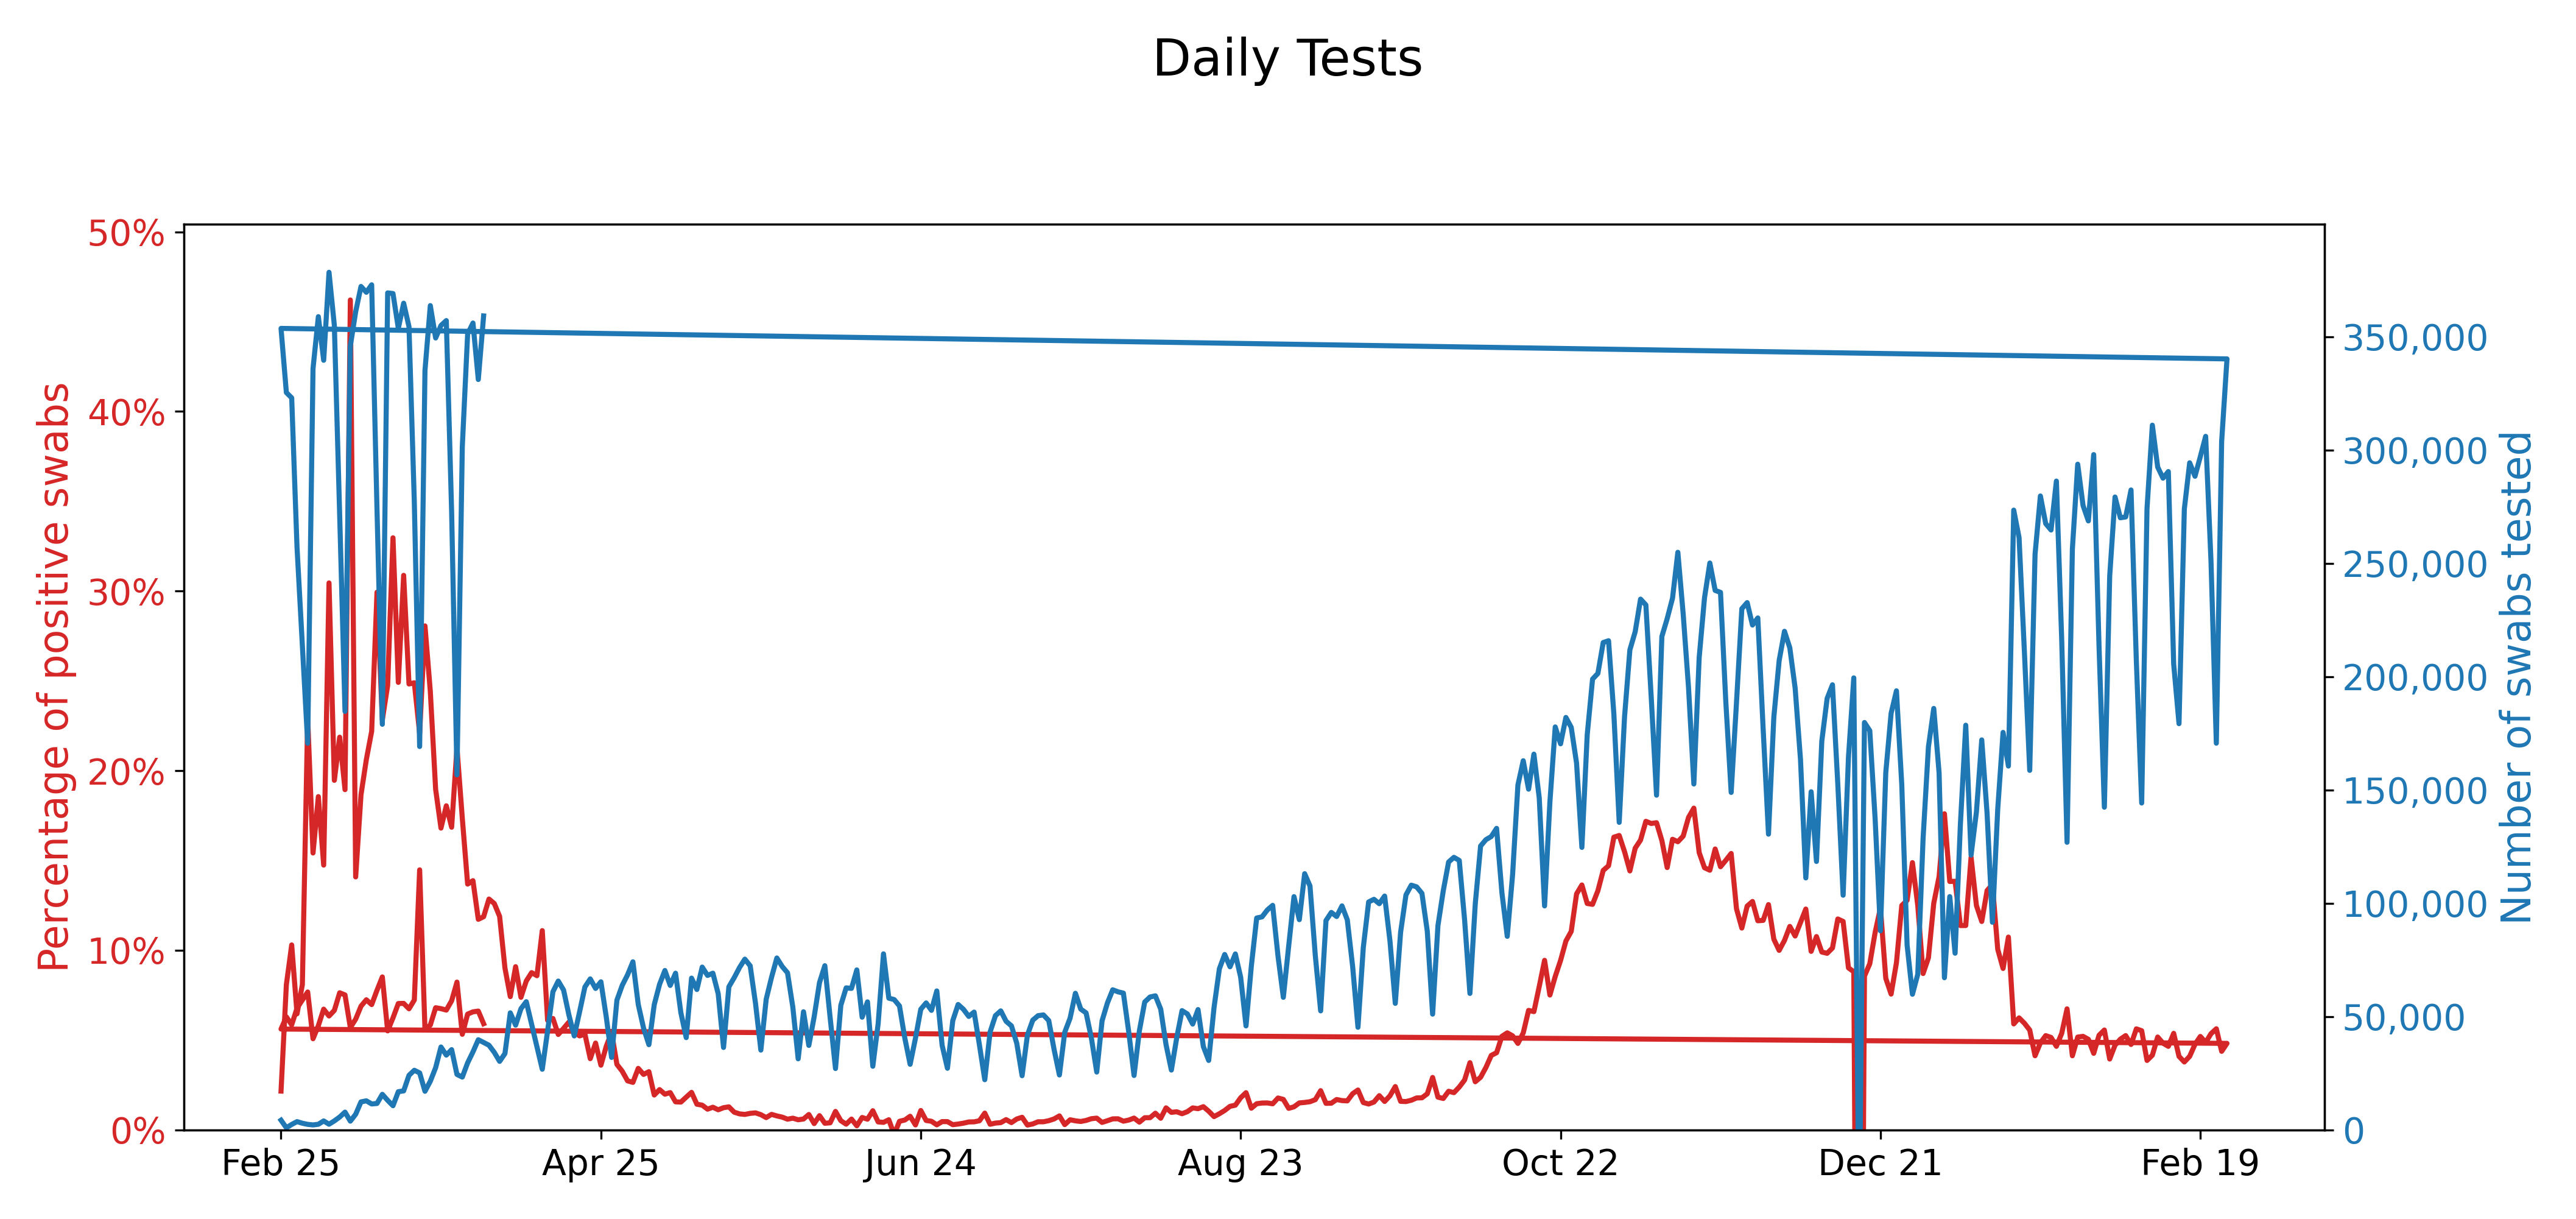 Daily Tests
Percentage of positive swabs
50%
40%
30%
20%
10%
0%
350,000
300,000
250,000
200,000
150,000
100,000
50,000
0
Number of swabs tested
Feb 25
Apr 25
Jun 24
Aug 23
Oct 22
Dec 21
Feb 19